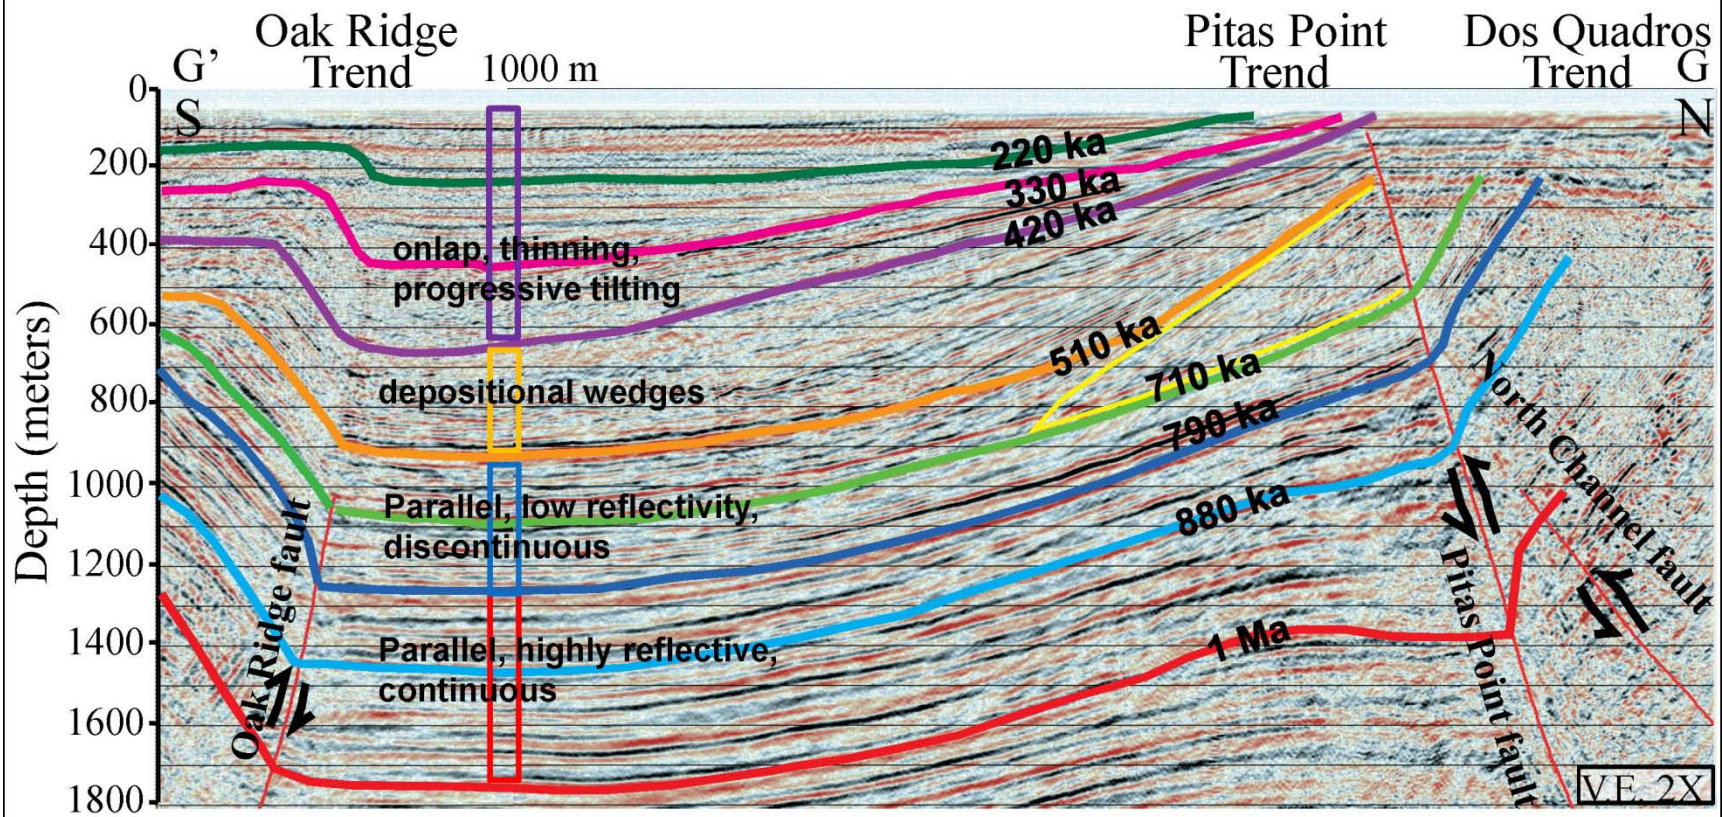 Oak Ridge
Trend
Pitas Point
Trend
Dos Quadros
Trend
G’
1000 m
G
S
N
Depth (meters)
0
200
400
600
800
1000
1200
1400
1600
1800
220 ka
330 ka
420 ka
onlap, thinning,
progressive tilting
510 ka
depositional wedges
710 ka
790 ka
Parallel, low reflectivity,
discontinuous
880 ka
Parallel, highly reflective,
continuous
1 Ma
Oak Ridge fault
North Channel fault
Pitas Point fault
V.E. 2X